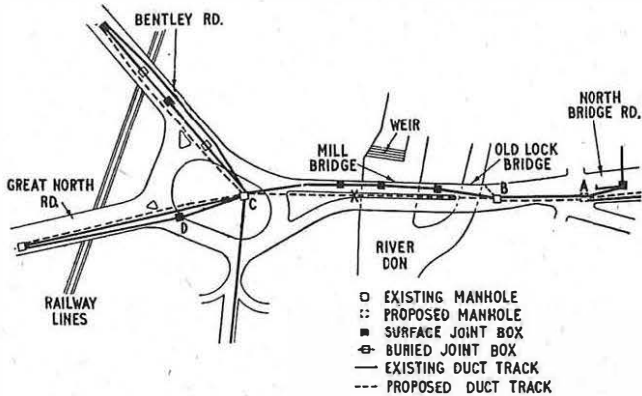 BENTLEY RD.
NORTH
BRIDGE RD.
WEIR
MILL
BRIDGE
OLD LOCK
BRIDGE
B
A
GREAT NORTH
RD.
C
X
D
RIVER
DON
RAILWAY
LINES
EXISTING MANHOLE
PROPOSED MANHOLE
SURFACE JOINT BOX
BURIED JOINT BOX
EXISTING DUCT TRACK
PROPOSED DUCT TRACK